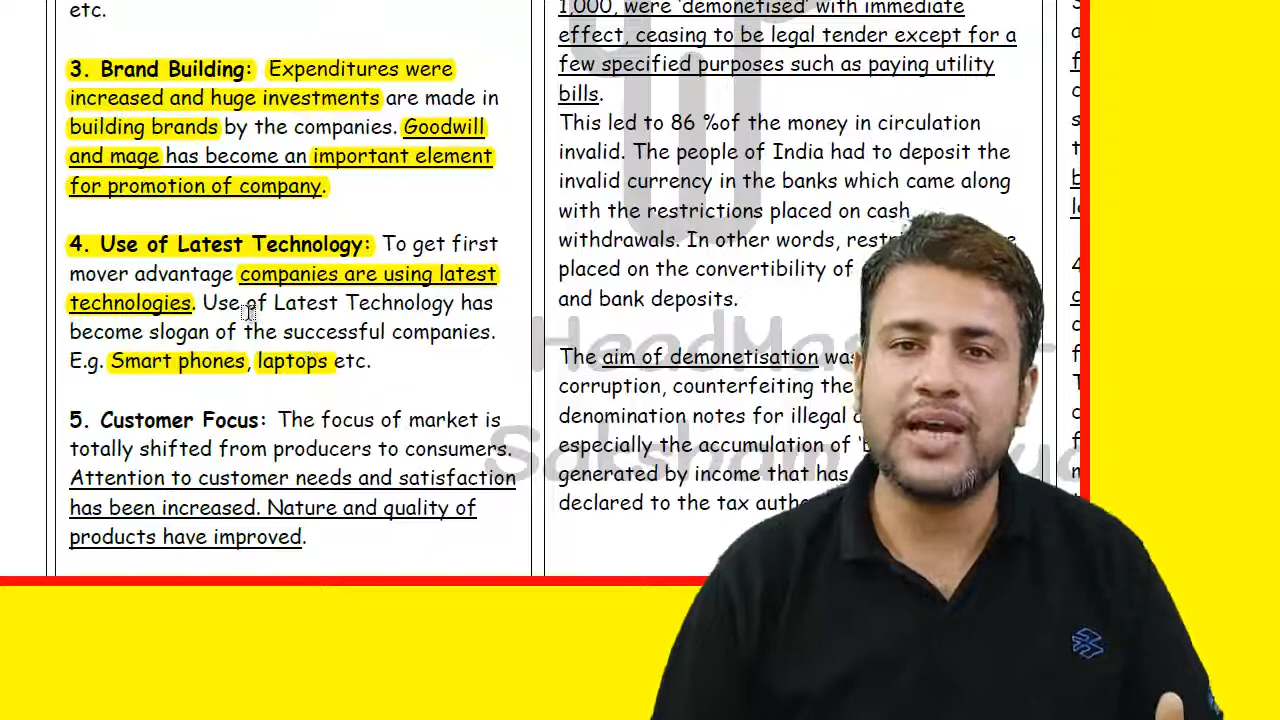 etc.
3. Brand Building: Expenditures were
increased and huge investments are made in
building brands by the companies. Goodwill
and mage has become an important element
for promotion of company.
4. Use of Latest Technology: To get first
mover advantage companies are using latest
technologies. Use of Latest Technology has
become slogan of the successful companies.
E.g. Smart phones, laptops etc.
5. Customer Focus: The focus of market is
totally shifted from producers to consumers.
Attention to customer needs and satisfaction
has been increased. Nature and quality of
products have improved.
1,000, were 'demonetised' with immediate
effect, ceasing to be legal tender except for a
few specified purposes such as paying utility
bills.
This led to 86 %of the money in circulation
invalid. The people of India had to deposit the
invalid currency in the banks which came along
with the restrictions placed on cash
withdrawals. In other words,
placed on the convertibility of
and bank deposits.
The aim of demonetisation was
corruption, counterfeiting the
denomination notes for illegal
especially the accumulation of
generated by income that has
declared to the tax
HeadMas
Saksham